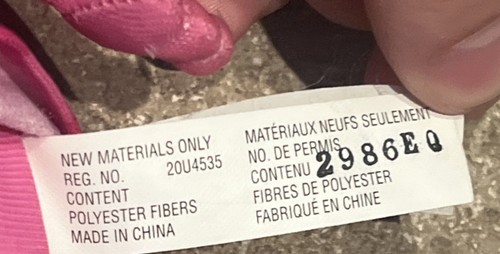 NEW MATERIALS ONLY
REG. NO. 20U4535
CONTENT
POLYESTER FIBERS
MADE IN CHINA
MATÉRIAUX NEUFS SEULEMENT
NO. DE PERMIS
2986EQ
CONTENU
FIBRES DE POLYESTER
FABRIQUÉ EN CHINE